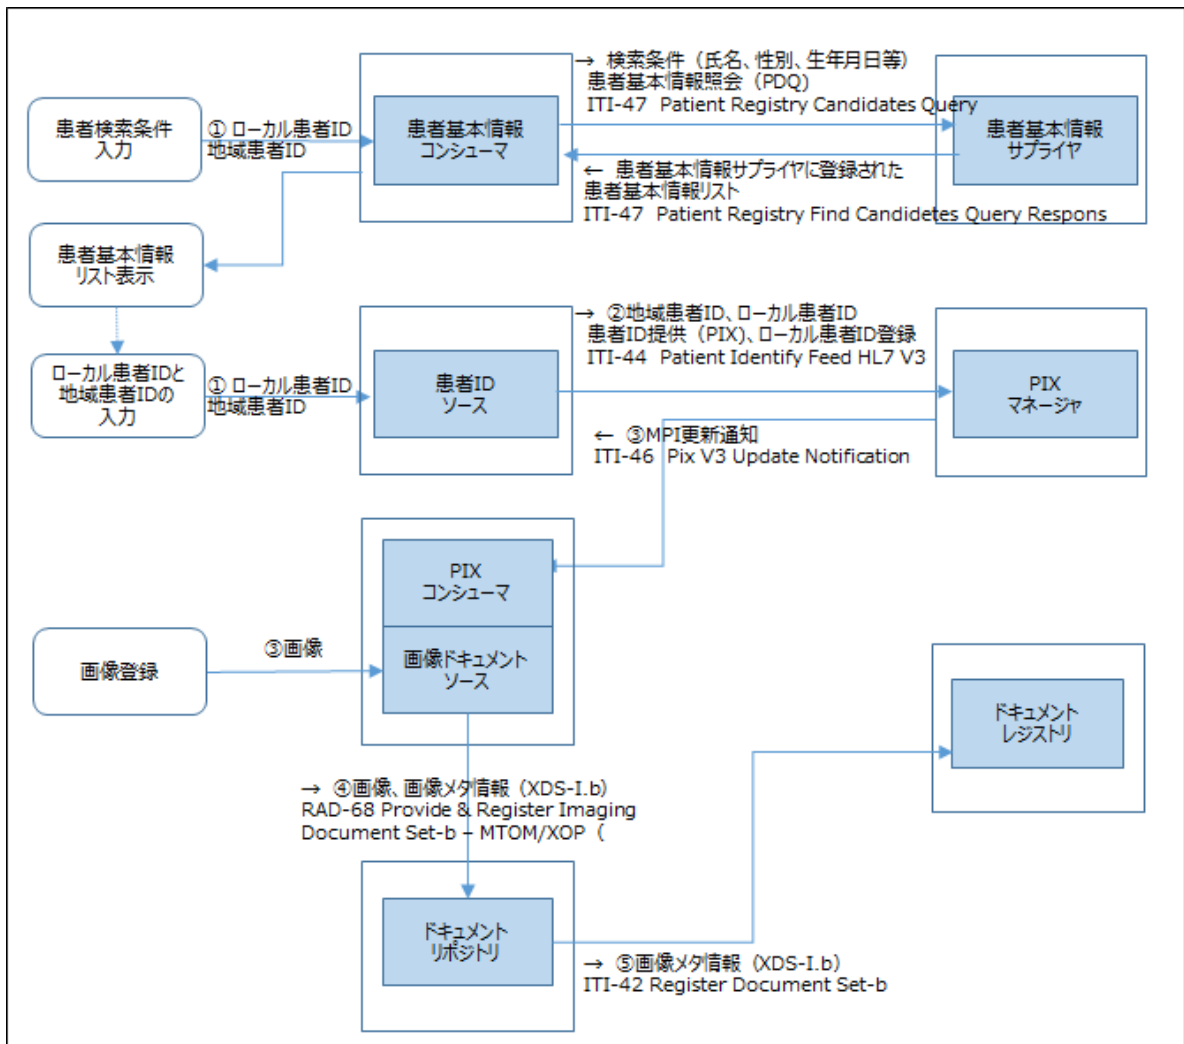 患者検索条件
入力
① ローカル患者ID
地域患者ID
患者基本情報
コンシューマ
→ 検索条件（氏名、性別、生年月日等）
患者基本情報照会（PDQ)
ITI-47 Patient Registry Candidates Query
患者基本情報
サプライヤ
← 患者基本情報サプライヤに登録された
患者基本情報リスト
ITI-47 Patient Registry Find Candidetes Query Respons
患者基本情報
リスト表示
ローカル患者IDと
地域患者IDの
入力
① ローカル患者ID
地域患者ID
患者ID
ソース
→ ②地域患者ID、ローカル患者ID
患者ID提供（PIX)、ローカル患者ID登録
ITI-44 Patient Identify Feed HL7 V3
PIX
マネージャ
← ③MPI更新通知
ITI-46 Pix V3 Update Notification
PIX
コンシューマ
画像登録
③画像
画像ドキュメント
ソース
ドキュメント
レジストリ
→ ④画像、画像メタ情報（XDS-I.b)
RAD-68 Provide & Register Imaging
Document Set-b – MTOM/XOP（
ドキュメント
リポジトリ
→ ⑤画像メタ情報（XDS-I.b)
ITI-42 Register Document Set-b